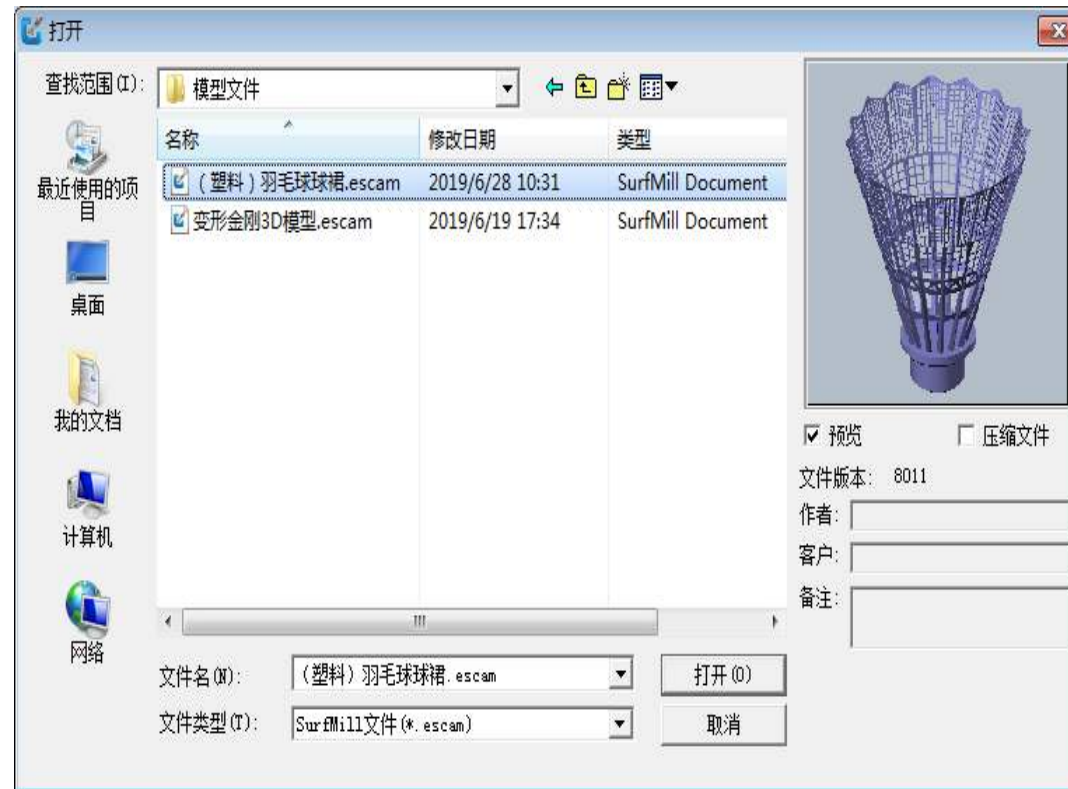 打开
查找范围(I):
模型文件
最近使用的项目
桌面
我的文档
计算机
网络
名称 修改日期 类型
（塑料）羽毛球球裙.escam 2019/6/28 10:31 SurfMill Document
变形金刚3D模型.escam 2019/6/19 17:34 SurfMill Document
预览 压缩文件
文件版本: 8011
作者:
客户:
备注:
文件名(N): （塑料）羽毛球球裙.escam 打开(O)
文件类型(T): SurfMill文件(*.escam) 取消